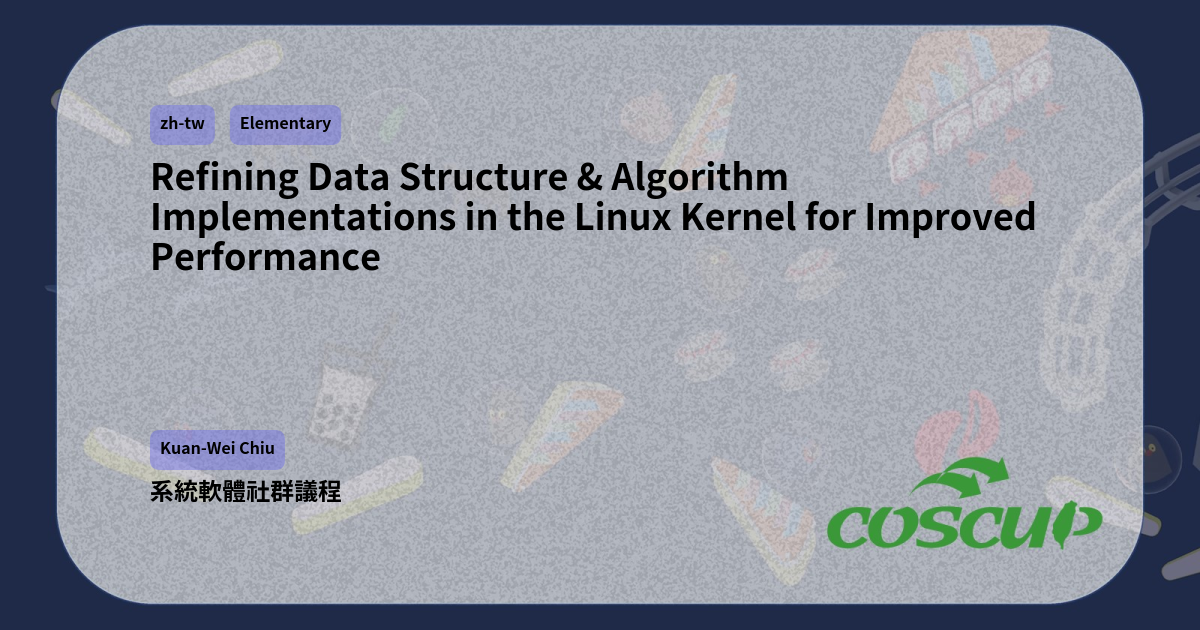 zh-tw Elementary
Refining Data Structure & Algorithm
Implementations in the Linux Kernel for Improved
Performance
Kuan-Wei Chiu
系統軟體社群議程
COSCUP